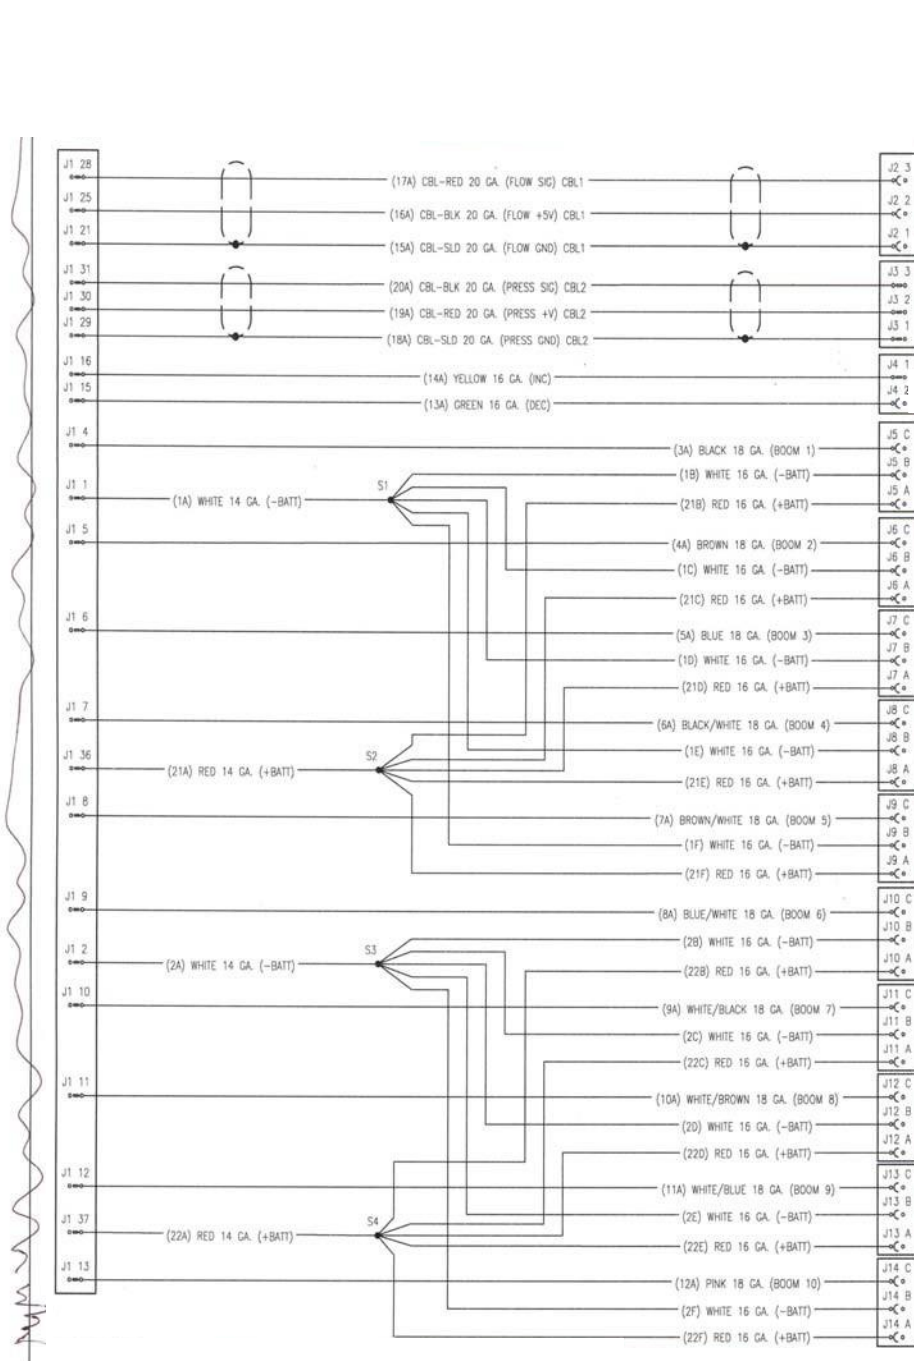 J1 28
(17A) CBL-RED 20 GA. (FLOW SIG) CBL1
J2 3
J1 25
(16A) CBL-BLK 20 GA. (FLOW +5V) CBL1
J2 2
J1 21
(15A) CBL-SLD 20 GA. (FLOW GND) CBL1
J2 1
J1 31
(20A) CBL-BLK 20 GA. (PRESS SIG) CBL2
J3 3
J1 30
(19A) CBL-RED 20 GA. (PRESS +V) CBL2
J3 2
J1 29
(18A) CBL-SLD 20 GA. (PRESS GND) CBL2
J3 1
J1 16
(14A) YELLOW 16 GA. (INC)
J4 1
J1 15
(13A) GREEN 16 GA. (DEC)
J4 2
J1 4
(3A) BLACK 18 GA. (BOOM 1)
J5 C
(1B) WHITE 16 GA. (-BATT)
J5 B
J1 1
(1A) WHITE 14 GA. (-BATT)
S1
(21B) RED 16 GA. (+BATT)
J5 A
J1 5
(4A) BROWN 18 GA. (BOOM 2)
J6 C
(1C) WHITE 16 GA. (-BATT)
J6 B
(21C) RED 16 GA. (+BATT)
J6 A
J1 6
(5A) BLUE 18 GA. (BOOM 3)
J7 C
(1D) WHITE 16 GA. (-BATT)
J7 B
(21D) RED 16 GA. (+BATT)
J7 A
J1 7
(6A) BLACK/WHITE 18 GA. (BOOM 4)
J8 C
(1E) WHITE 16 GA. (-BATT)
J8 B
J1 36
(21A) RED 14 GA. (+BATT)
S2
(21E) RED 16 GA. (+BATT)
J8 A
J1 8
(7A) BROWN/WHITE 18 GA. (BOOM 5)
J9 C
(1F) WHITE 16 GA. (-BATT)
J9 B
(21F) RED 16 GA. (+BATT)
J9 A
J1 9
(8A) BLUE/WHITE 18 GA. (BOOM 6)
J10 C
(2B) WHITE 16 GA. (-BATT)
J10 B
J1 2
(2A) WHITE 14 GA. (-BATT)
S3
(22B) RED 16 GA. (+BATT)
J10 A
J1 10
(9A) WHITE/BLACK 18 GA. (BOOM 7)
J11 C
(2C) WHITE 16 GA. (-BATT)
J11 B
(22C) RED 16 GA. (+BATT)
J11 A
J1 11
(10A) WHITE/BROWN 18 GA. (BOOM 8)
J12 C
(2D) WHITE 16 GA. (-BATT)
J12 B
(22D) RED 16 GA. (+BATT)
J12 A
J1 12
(11A) WHITE/BLUE 18 GA. (BOOM 9)
J13 C
(2E) WHITE 16 GA. (-BATT)
J13 B
J1 37
(22A) RED 14 GA. (+BATT)
S4
(22E) RED 16 GA. (+BATT)
J13 A
J1 13
(12A) PINK 18 GA. (BOOM 10)
J14 C
(2F) WHITE 16 GA. (-BATT)
J14 B
(22F) RED 16 GA. (+BATT)
J14 A